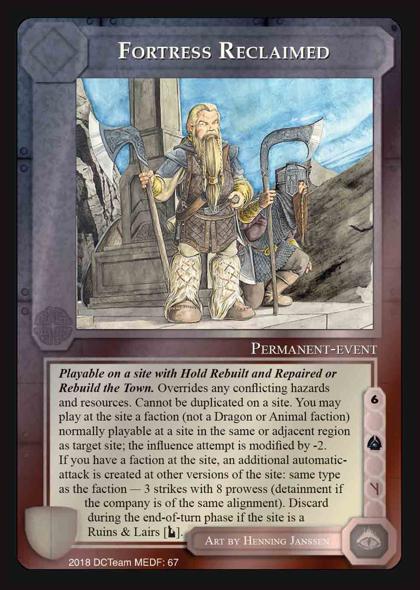 FORTRESS RECLAIMED
PERMANENT-EVENT
Playable on a site with Hold Rebuilt and Repaired or
Rebuild the Town. Overrides any conflicting hazards
and resources. Cannot be duplicated on a site. You may
play at the site a faction (not a Dragon or Animal faction)
normally playable at a site in the same or adjacent region
as target site; the influence attempt is modified by -2.
If you have a faction at the site, an additional automatic-
attack is created at other versions of the site: same type
as the faction — 3 strikes with 8 prowess (detainment if
the company is of the same alignment). Discard
during the end-of-turn phase if the site is a
Ruins & Lairs [].
6
ART BY HENNING JANSSEN
2018 DCTeam MEDF: 67